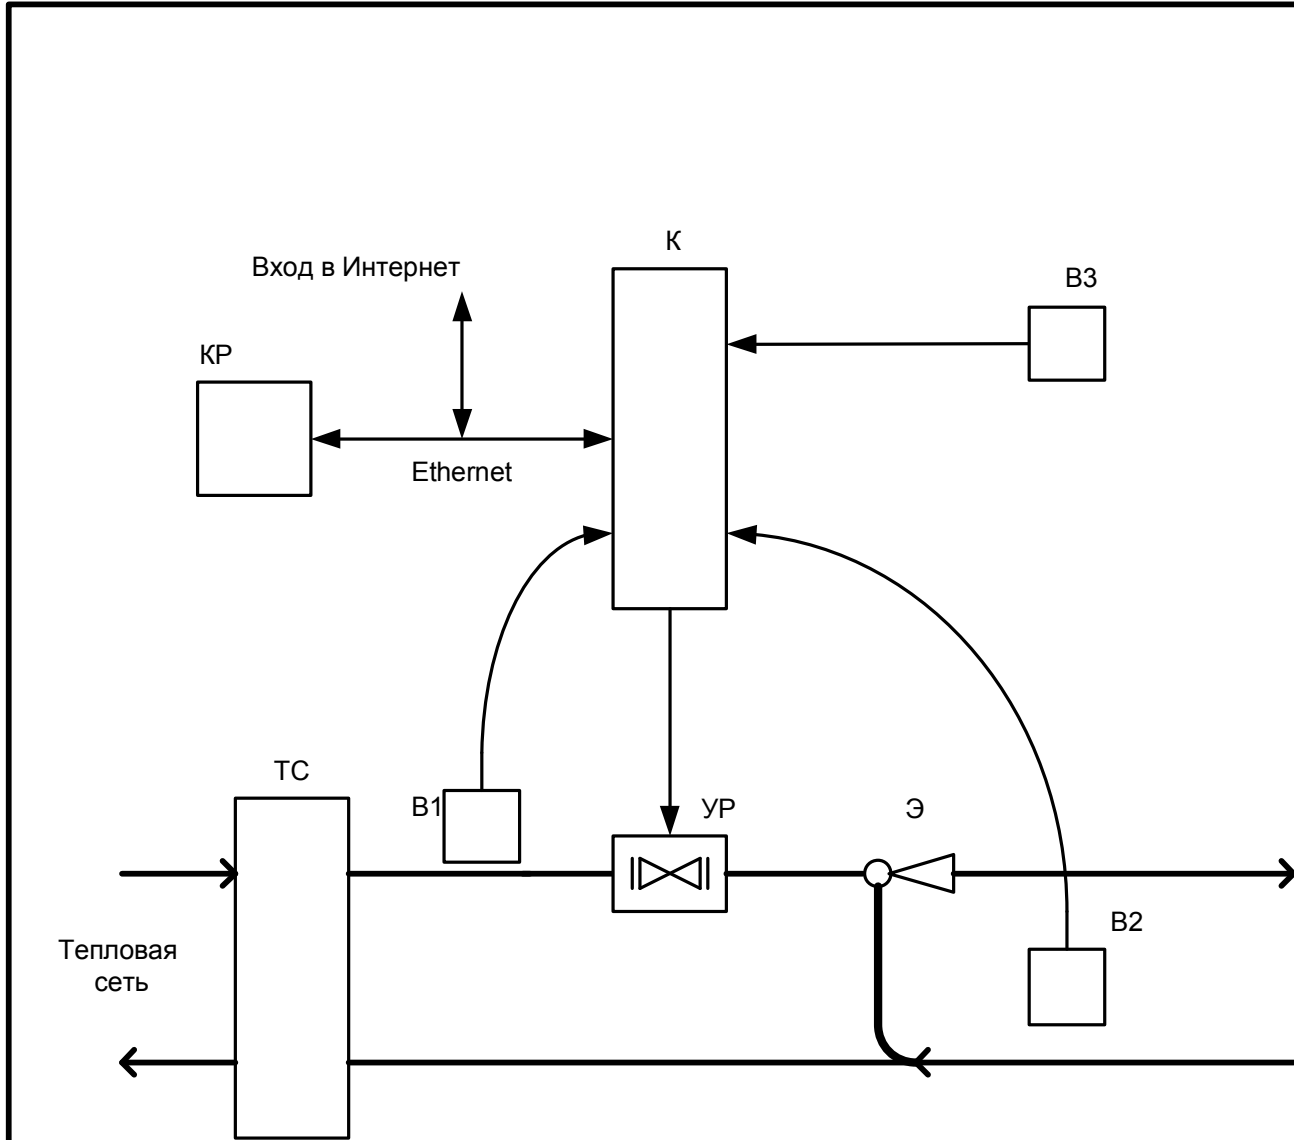 К
Вход в Интернет
В3
КР
Ethernet
ТС
В1
УР
Э
В2
Тепловая
сеть